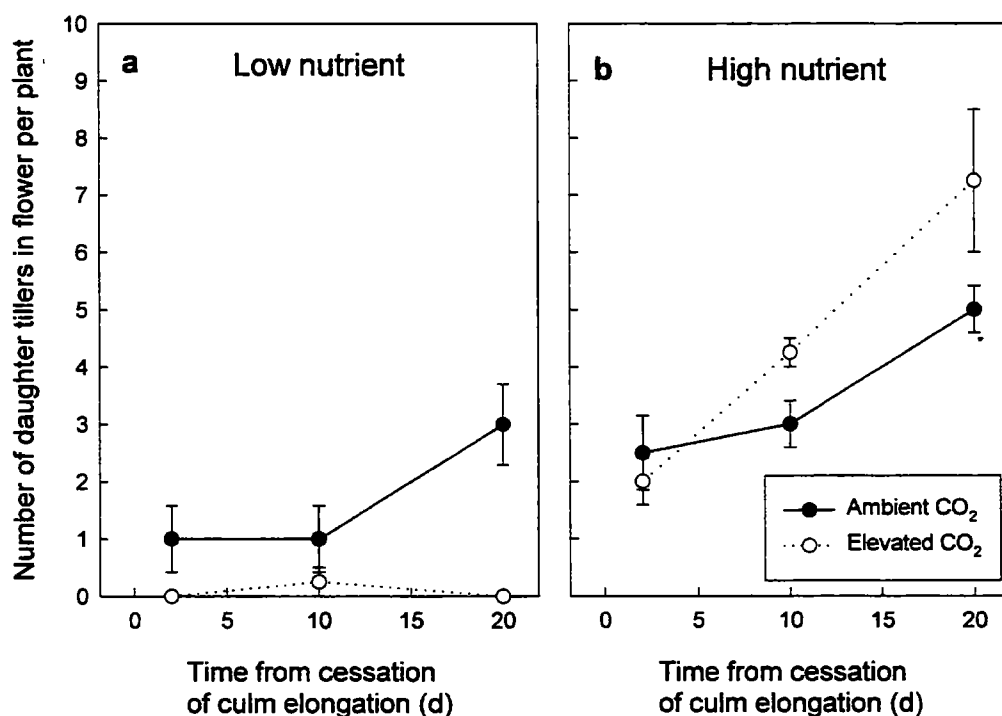 Number of daughter tillers in flower per plant
10
9
8
7
6
5
4
3
2
1
0
a
Low nutrient
0 5 10 15 20
Time from cessation
of culm elongation (d)
b
High nutrient
Ambient CO₂
Elevated CO₂
0 5 10 15 20
Time from cessation
of culm elongation (d)